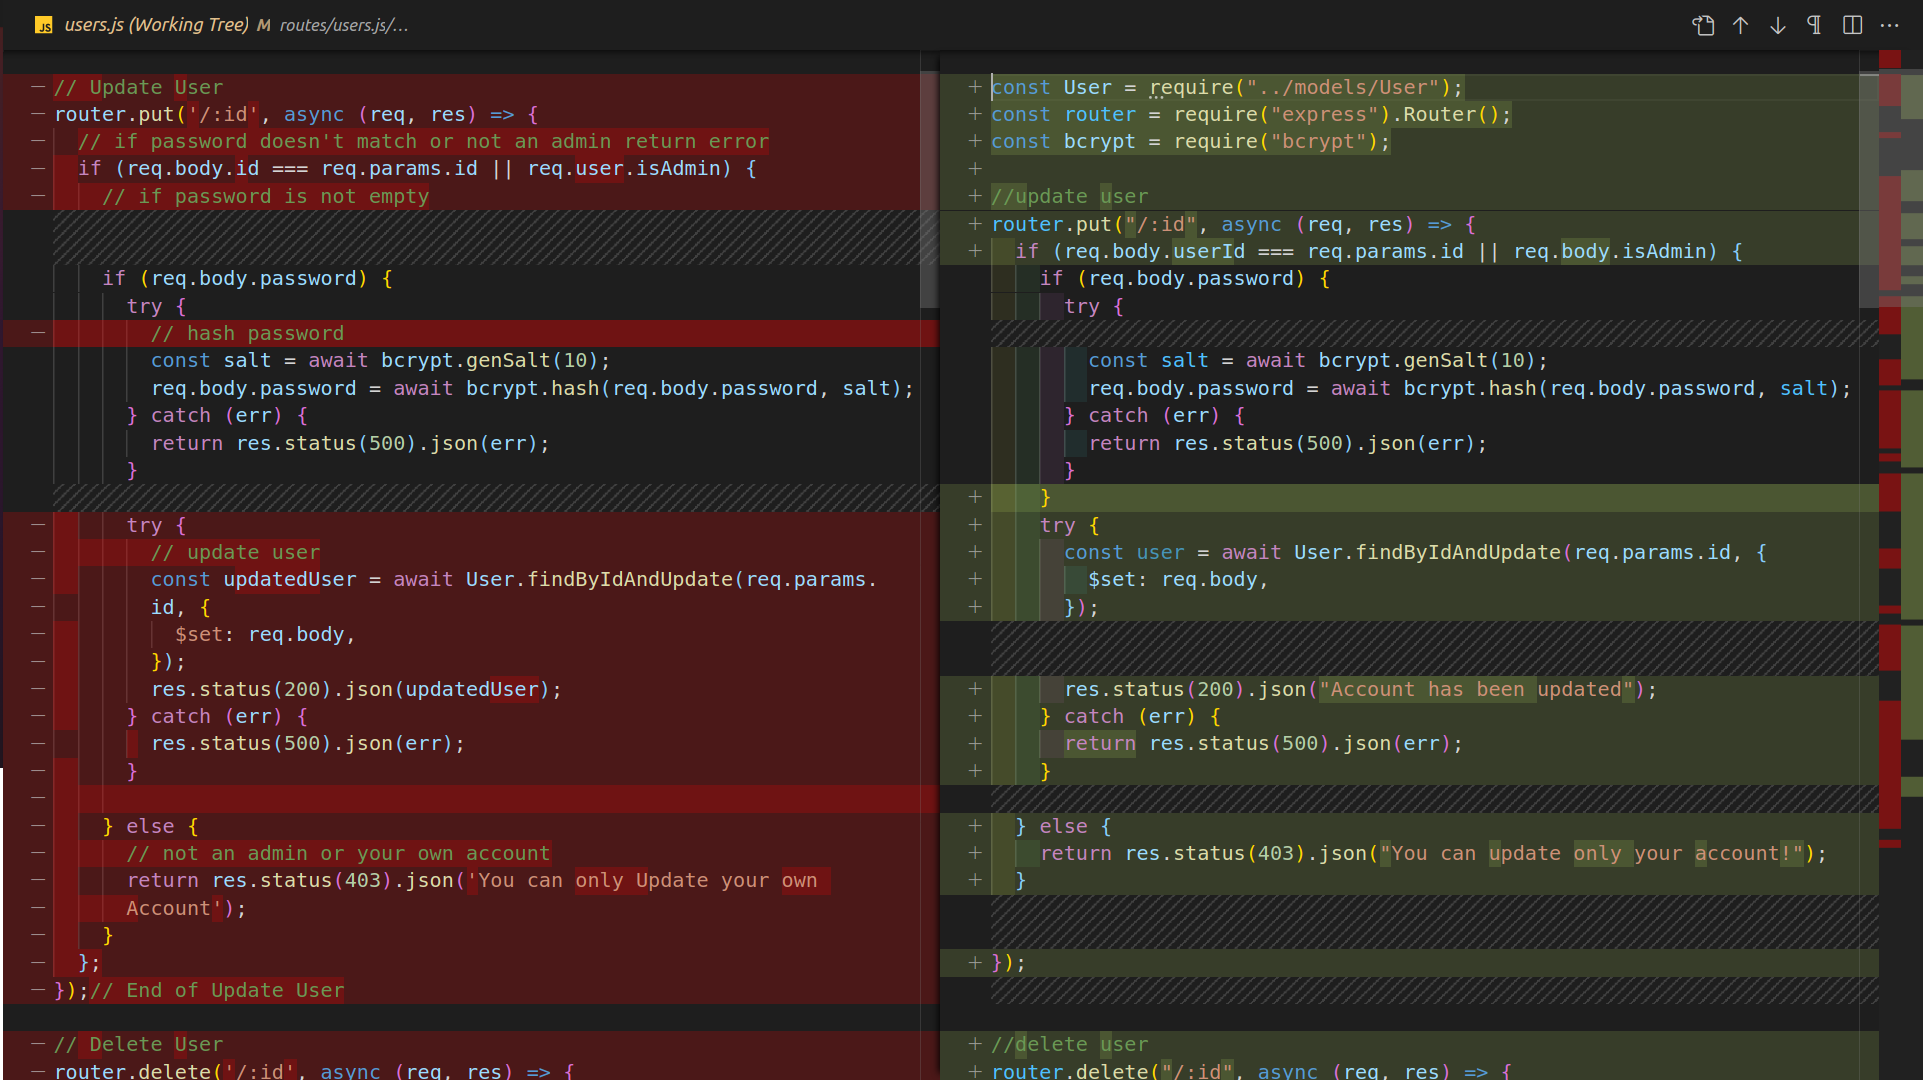 users.js (Working Tree) M routes/users.js/...
// Update User
router.put('/:id', async (req, res) => {
// if password doesn't match or not an admin return error
if (req.body.id === req.params.id || req.user.isAdmin) {
// if password is not empty
if (req.body.password) {
try {
// hash password
const salt = await bcrypt.genSalt(10);
req.body.password = await bcrypt.hash(req.body.password, salt);
} catch (err) {
return res.status(500).json(err);
}
try {
// update user
const updatedUser = await User.findByIdAndUpdate(req.params.
id, {
$set: req.body,
});
res.status(200).json(updatedUser);
} catch (err) {
res.status(500).json(err);
}
} else {
// not an admin or your own account
return res.status(403).json('You can only Update your own
Account');
}
};
});// End of Update User
// Delete User
router.delete('/:id', async (req, res) => {
const User = require("../models/User");
const router = require("express").Router();
const bcrypt = require("bcrypt");
//update user
router.put("/:id", async (req, res) => {
if (req.body.userId === req.params.id || req.body.isAdmin) {
if (req.body.password) {
try {
const salt = await bcrypt.genSalt(10);
req.body.password = await bcrypt.hash(req.body.password, salt);
} catch (err) {
return res.status(500).json(err);
}
}
try {
const user = await User.findByIdAndUpdate(req.params.id, {
$set: req.body,
});
res.status(200).json("Account has been updated");
} catch (err) {
return res.status(500).json(err);
}
} else {
return res.status(403).json("You can update only your account!");
}
});
//delete user
router.delete("/:id", async (req, res) => {